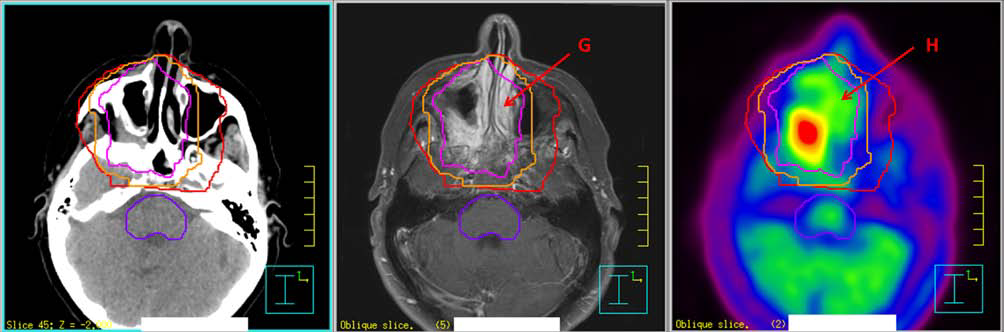 G
H
Slice 45; Z = -2.
Oblique slice. (5)
Oblique slice. (2)